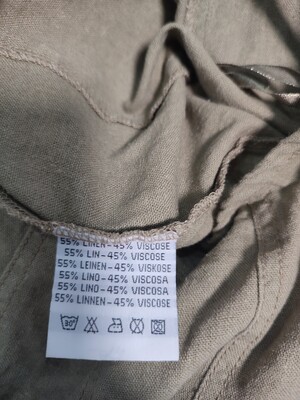 55% LINEN-45% VISCOSE
55% LIN-45% VISCOSE
55% LEINEN-45% VISKOSE
55% LINO-45% VISCOSA
55% LINO-45% VISCOSA
55% LINNEN-45% VISCOSE
30°